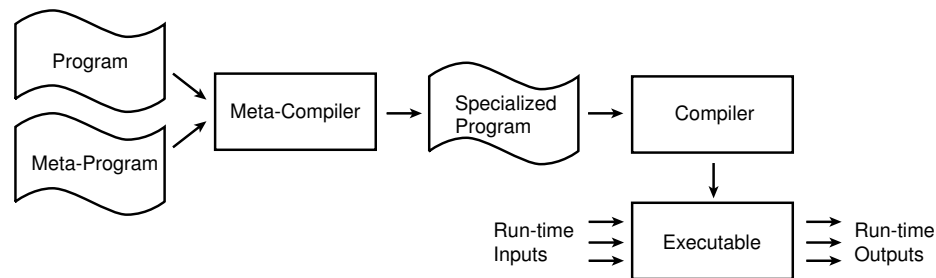 Program
Meta-Program
Meta-Compiler
Specialized
Program
Compiler
Run-time
Inputs
Executable
Run-time
Outputs